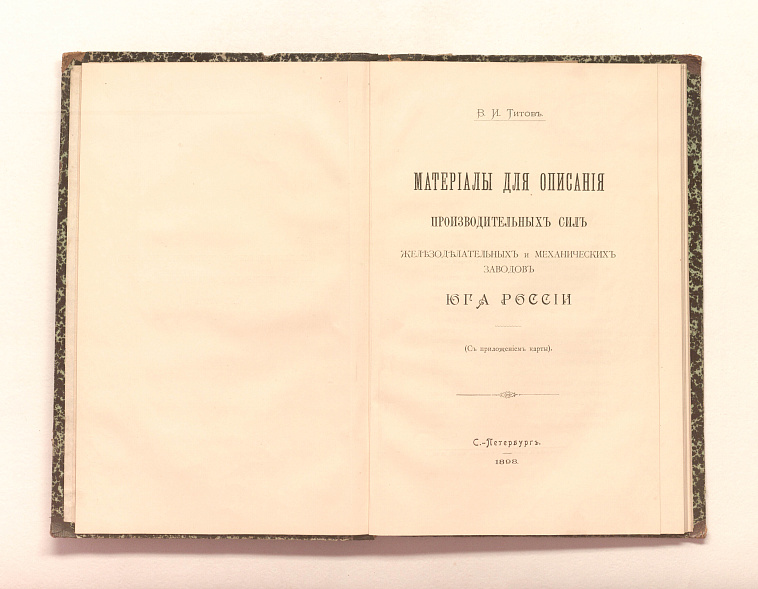 В. И. Титовъ.
МАТЕРІАЛЫ ДЛЯ ОПИСАНІЯ
ПРОИЗВОДИТЕЛЬНЫХЪ СИЛЪ
ЖЕЛѢЗОДѢЛАТЕЛЬНЫХЪ и МЕХАНИЧЕСКИХЪ
ЗАВОДОВЪ
ЮГА РОССІИ
(Съ приложеніемъ карты).
С.-Петербургъ.
1898.